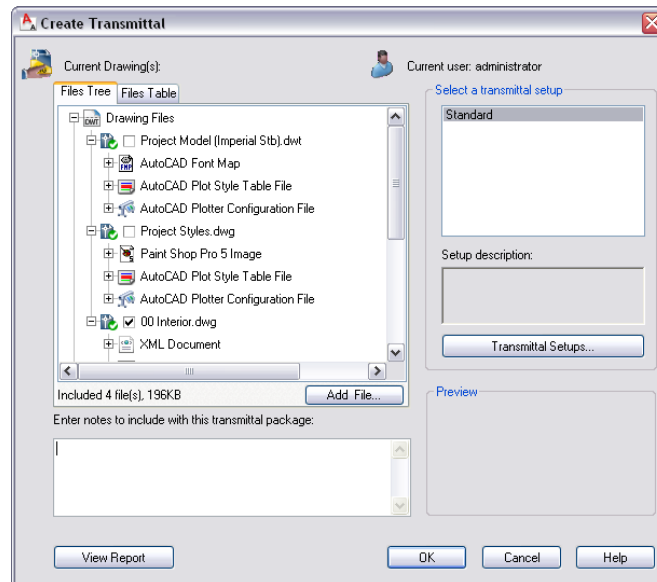 Create Transmittal
Current Drawing(s):
Current user: administrator
Files Tree
Files Table
DWT
Drawing Files
Project Model (Imperial Stb).dwt
FMP
AutoCAD Font Map
AutoCAD Plot Style Table File
AutoCAD Plotter Configuration File
Project Styles.dwg
Paint Shop Pro 5 Image
AutoCAD Plot Style Table File
AutoCAD Plotter Configuration File
00 Interior.dwg
XML Document
Included 4 file(s), 196KB
Add File...
Enter notes to include with this transmittal package:
View Report
Select a transmittal setup
Standard
Setup description:
Transmittal Setups...
Preview
OK
Cancel
Help